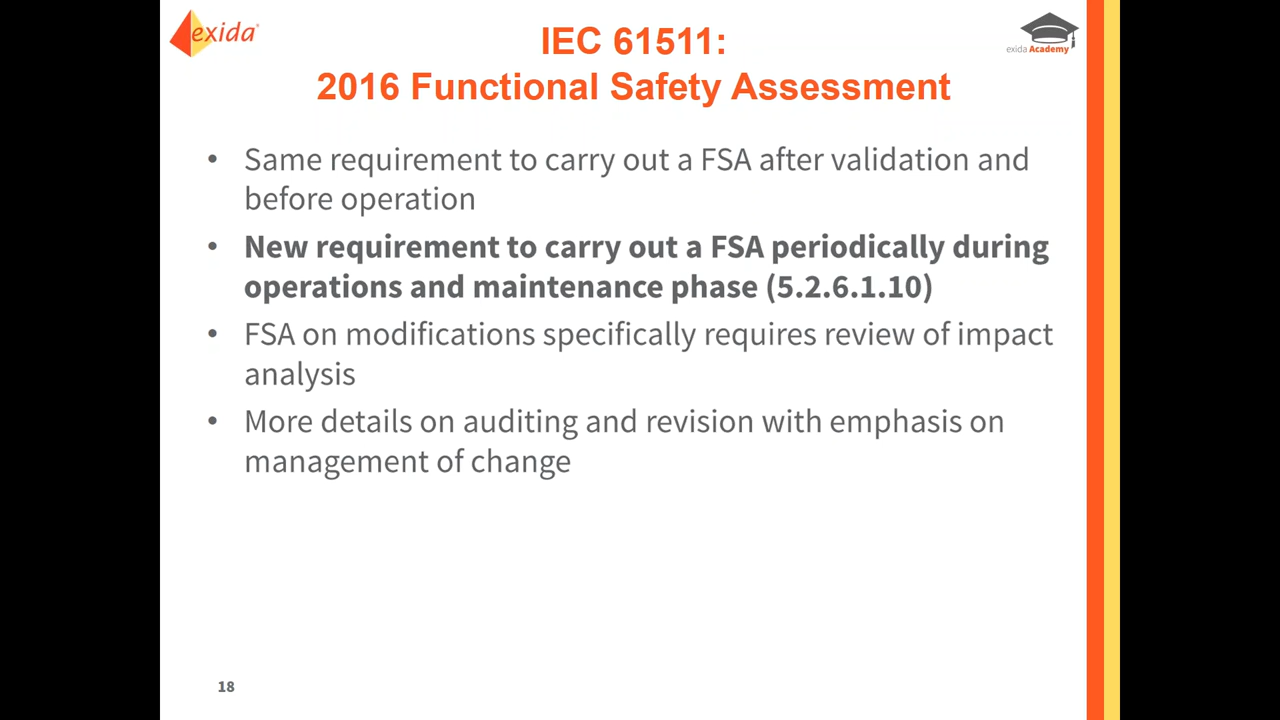 exida
exida Academy
IEC 61511:
2016 Functional Safety Assessment
• Same requirement to carry out a FSA after validation and
before operation
• New requirement to carry out a FSA periodically during
operations and maintenance phase (5.2.6.1.10)
• FSA on modifications specifically requires review of impact
analysis
• More details on auditing and revision with emphasis on
management of change
18